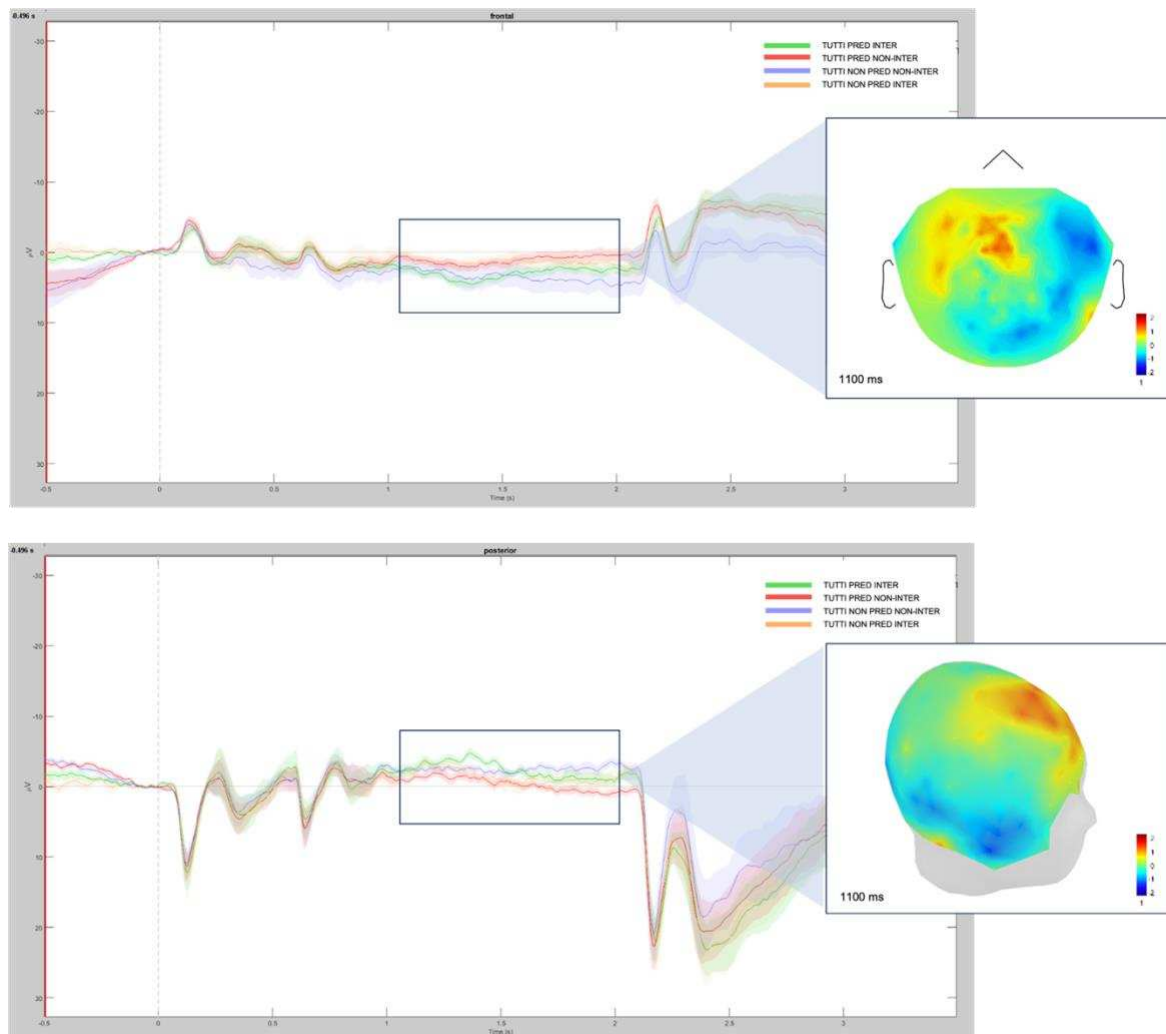 -0.496 s
frontal
TUTTI PRED INTER
TUTTI PRED NON-INTER
TUTTI NON PRED NON-INTER
TUTTI NON PRED INTER
-30
-20
-10
0
10
20
30
µV
-0.5
0
0.5
1
1.5
2
2.5
3
Time (s)
1100 ms
2
1
0
-1
-2
1
-0.496 s
posterior
TUTTI PRED INTER
TUTTI PRED NON-INTER
TUTTI NON PRED NON-INTER
TUTTI NON PRED INTER
-30
-20
-10
0
10
20
30
µV
-0.5
0
0.5
1
1.5
2
2.5
3
Time (s)
1100 ms
2
1
0
-1
-2
1